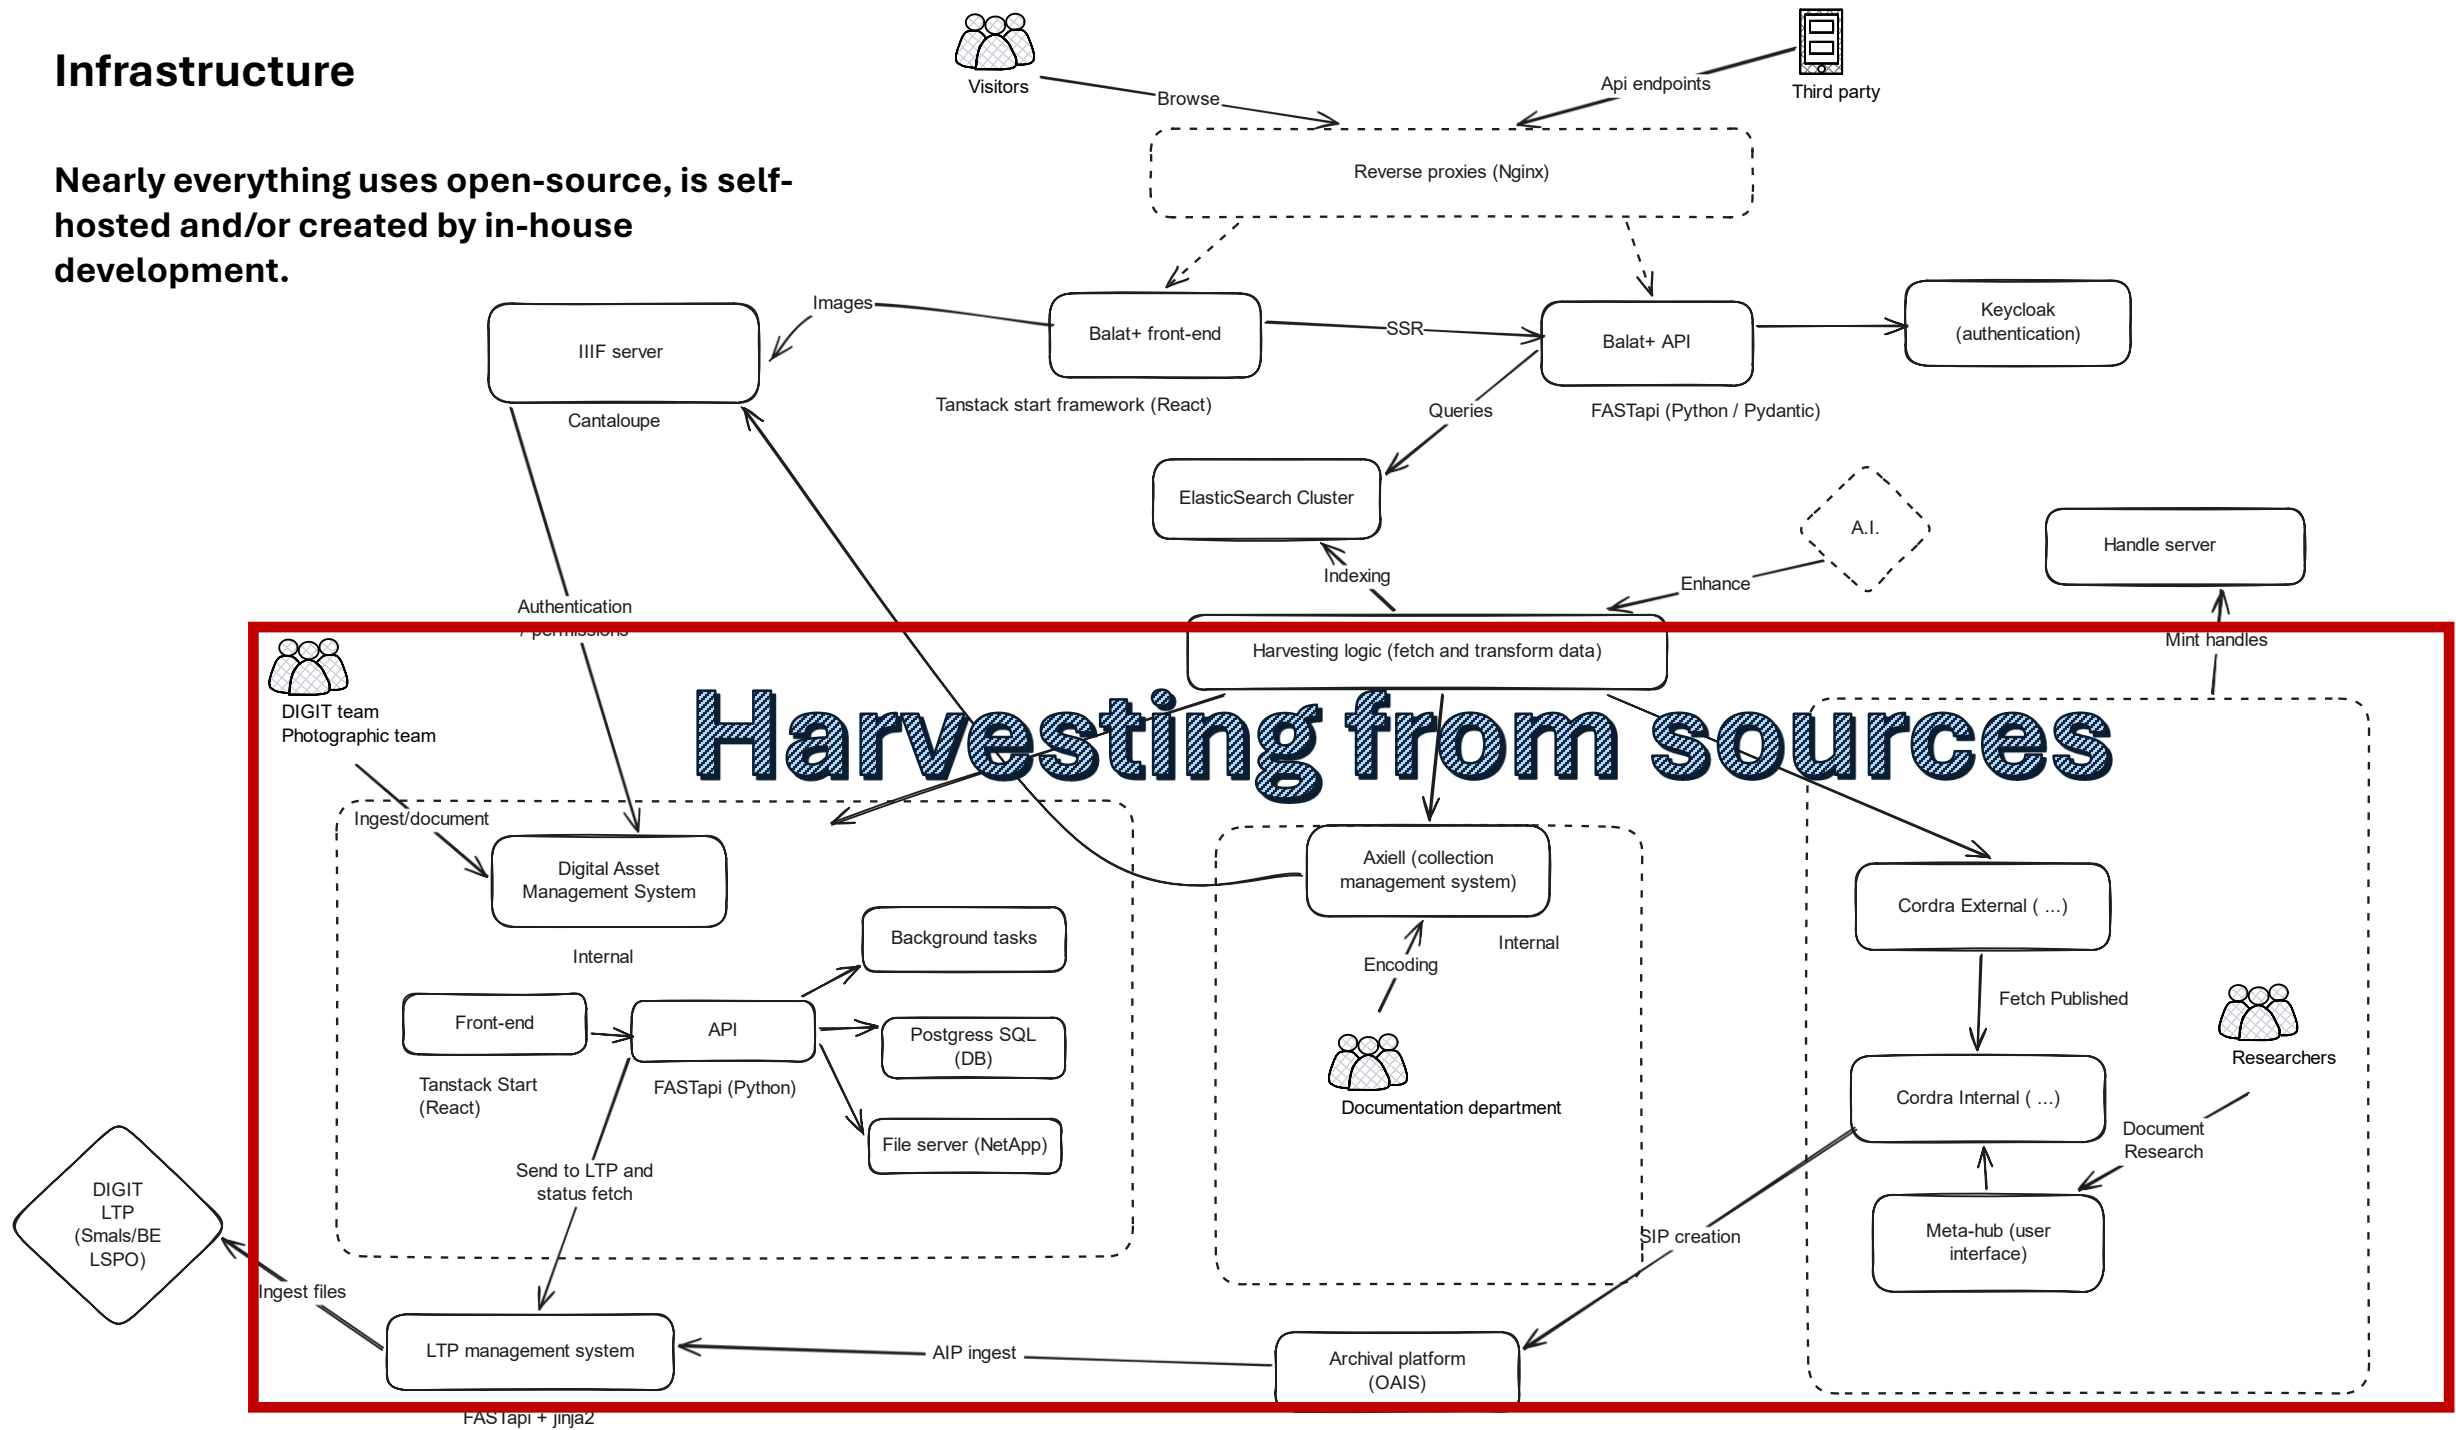 Infrastructure
Nearly everything uses open-source, is self-
hosted and/or created by in-house
development.
Visitors
Browse
Api endpoints
Third party
Reverse proxies (Nginx)
Images
IIIF server
Cantaloupe
Balat+ front-end
Tanstack start framework (React)
SSR
Balat+ API
FASTapi (Python / Pydantic)
Keycloak
(authentication)
Queries
ElasticSearch Cluster
Indexing
A.I.
Enhance
Handle server
Mint handles
Authentication
/ permissions
Harvesting logic (fetch and transform data)
Harvesting from sources
DIGIT team
Photographic team
Ingest/document
Digital Asset
Management System
Internal
Background tasks
Front-end
Tanstack Start
(React)
API
FASTapi (Python)
Postgress SQL
(DB)
File server (NetApp)
Send to LTP and
status fetch
Axiell (collection
management system)
Internal
Encoding
Documentation department
Cordra External ( ...)
Fetch Published
Researchers
Cordra Internal ( ...)
Document
Research
Meta-hub (user
interface)
SIP creation
DIGIT
LTP
(Smals/BE
LSPO)
Ingest files
LTP management system
FASTapi + jinja2
AIP ingest
Archival platform
(OAIS)